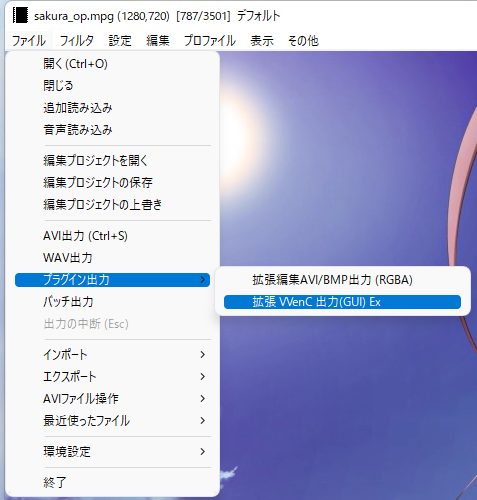 sakura_op.mpg (1280,720) [787/3501] デフォルト
ファイル フィルタ 設定 編集 プロファイル 表示 その他
開く(Ctrl+O)
閉じる
追加読み込み
音声読み込み
編集プロジェクトを開く
編集プロジェクトの保存
編集プロジェクトの上書き
AVI出力 (Ctrl+S)
WAV出力
プラグイン出力
拡張編集AVI/BMP出力 (RGBA)
拡張 VVenC 出力(GUI) Ex
バッチ出力
出力の中断 (Esc)
インポート
エクスポート
AVIファイル操作
最近使ったファイル
環境設定
終了